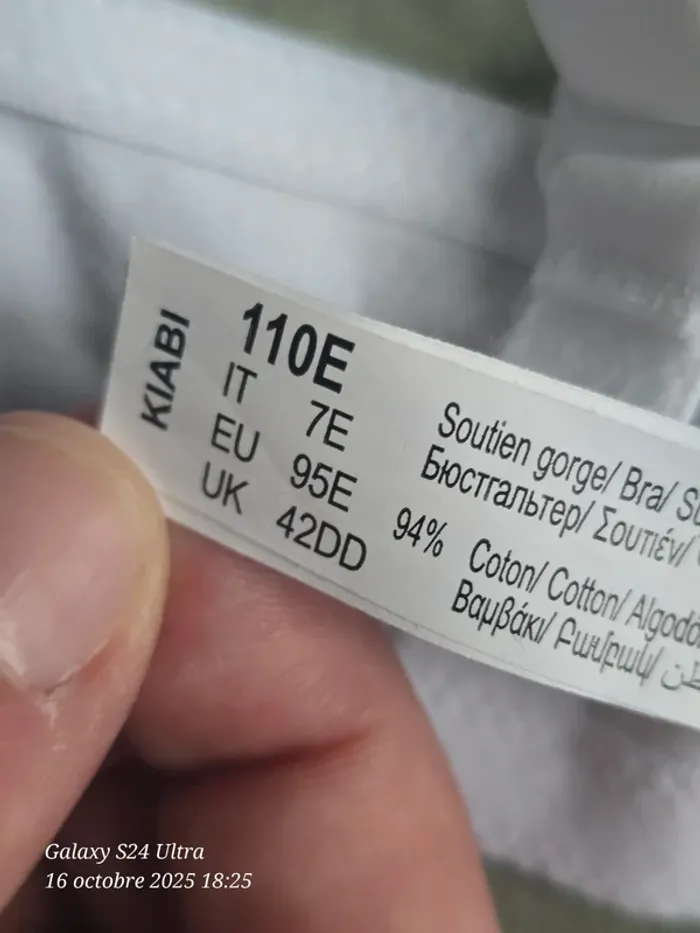 KIABI
110E
IT 7E
EU 95E
UK 42DD
Soutien gorge/ Bra/
Бюстгальтер/ Σουτιέν/
94% Coton/ Cotton/
Βαμβάκι/ Բամբակ/
Galaxy S24 Ultra
16 octobre 2025 18:25